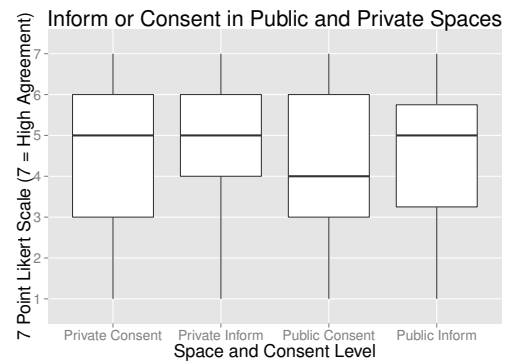 Inform or Consent in Public and Private Spaces
7 Point Likert Scale (7 = High Agreement)
7
6
5
4
3
2
1
Private Consent Private Inform Public Consent Public Inform
Space and Consent Level